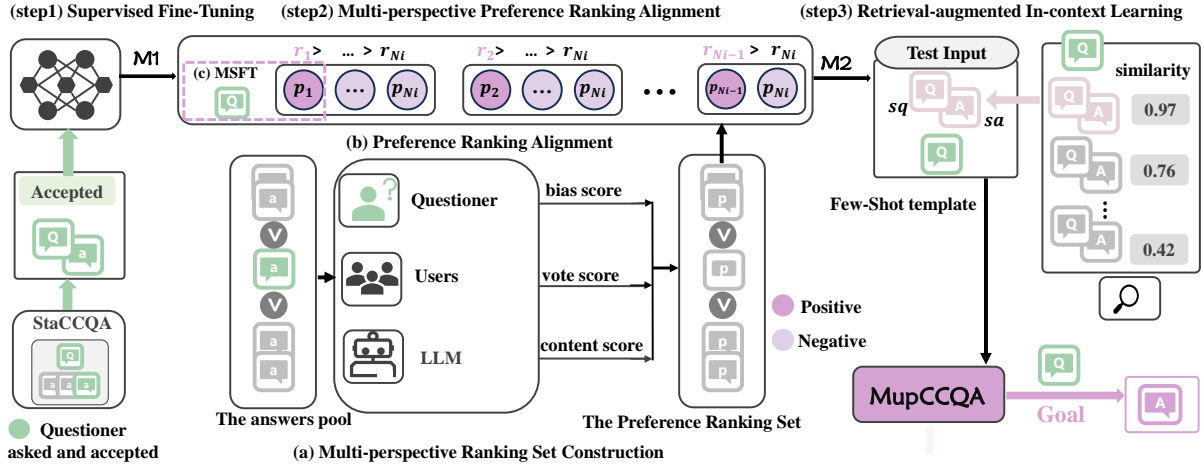 (step1) Supervised Fine-Tuning
(step2) Multi-perspective Preference Ranking Alignment
(step3) Retrieval-augmented In-context Learning
M1
r1> ... > rNi
r2> ... > rNi
rNi−1 > rNi
(c) MSFT
Q
p1 ... pNi
p2 ... pNi
...
pNi−1 pNi
(b) Preference Ranking Alignment
M2
Test Input
sq
Q
A
sa
Q
Few-Shot template
Q
similarity
Q
A
0.97
Q
A
0.76
Q
A
0.42
Accepted
Q
a
StaCCQA
Q
a a a
Questioner
asked and accepted
a
V
a
V
a
a
The answers pool
?
Questioner
Users
LLM
bias score
vote score
content score
p
V
p
V
p
p
The Preference Ranking Set
(a) Multi-perspective Ranking Set Construction
Positive
Negative
MupCCQA
Q
Goal
A